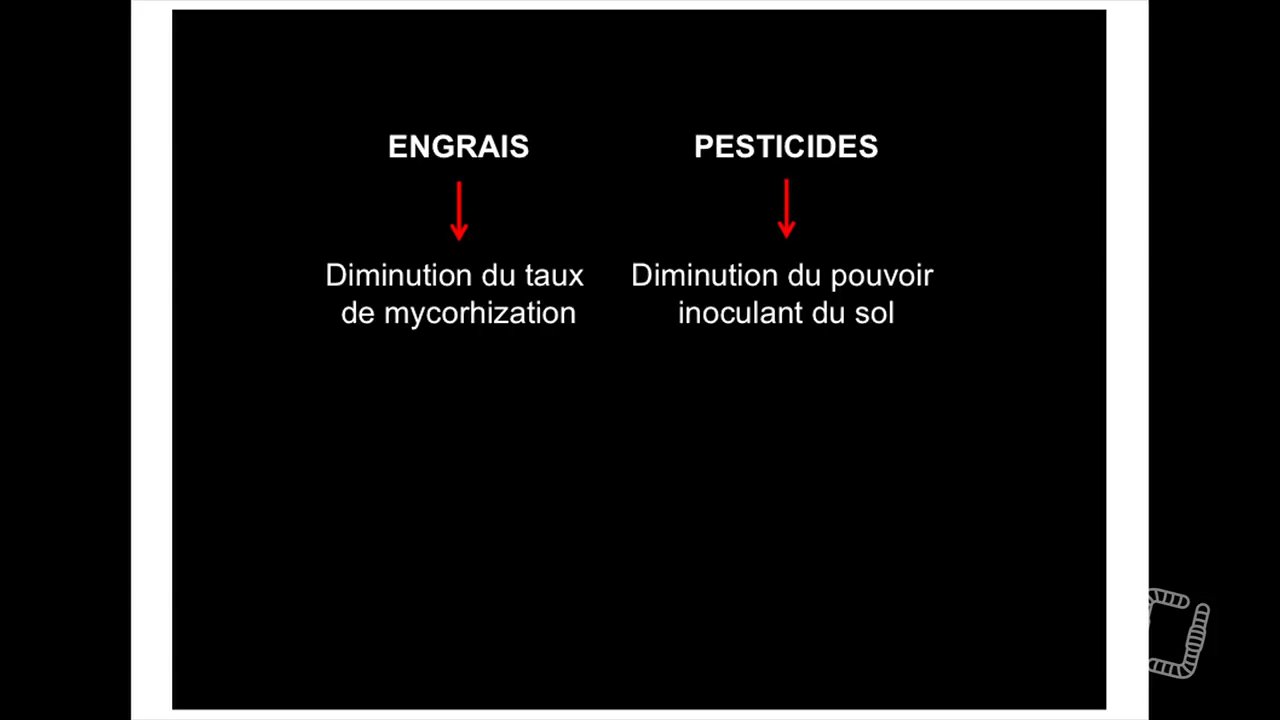 ENGRAIS
PESTICIDES
Diminution du taux
de mycorhization
Diminution du pouvoir
inoculant du sol